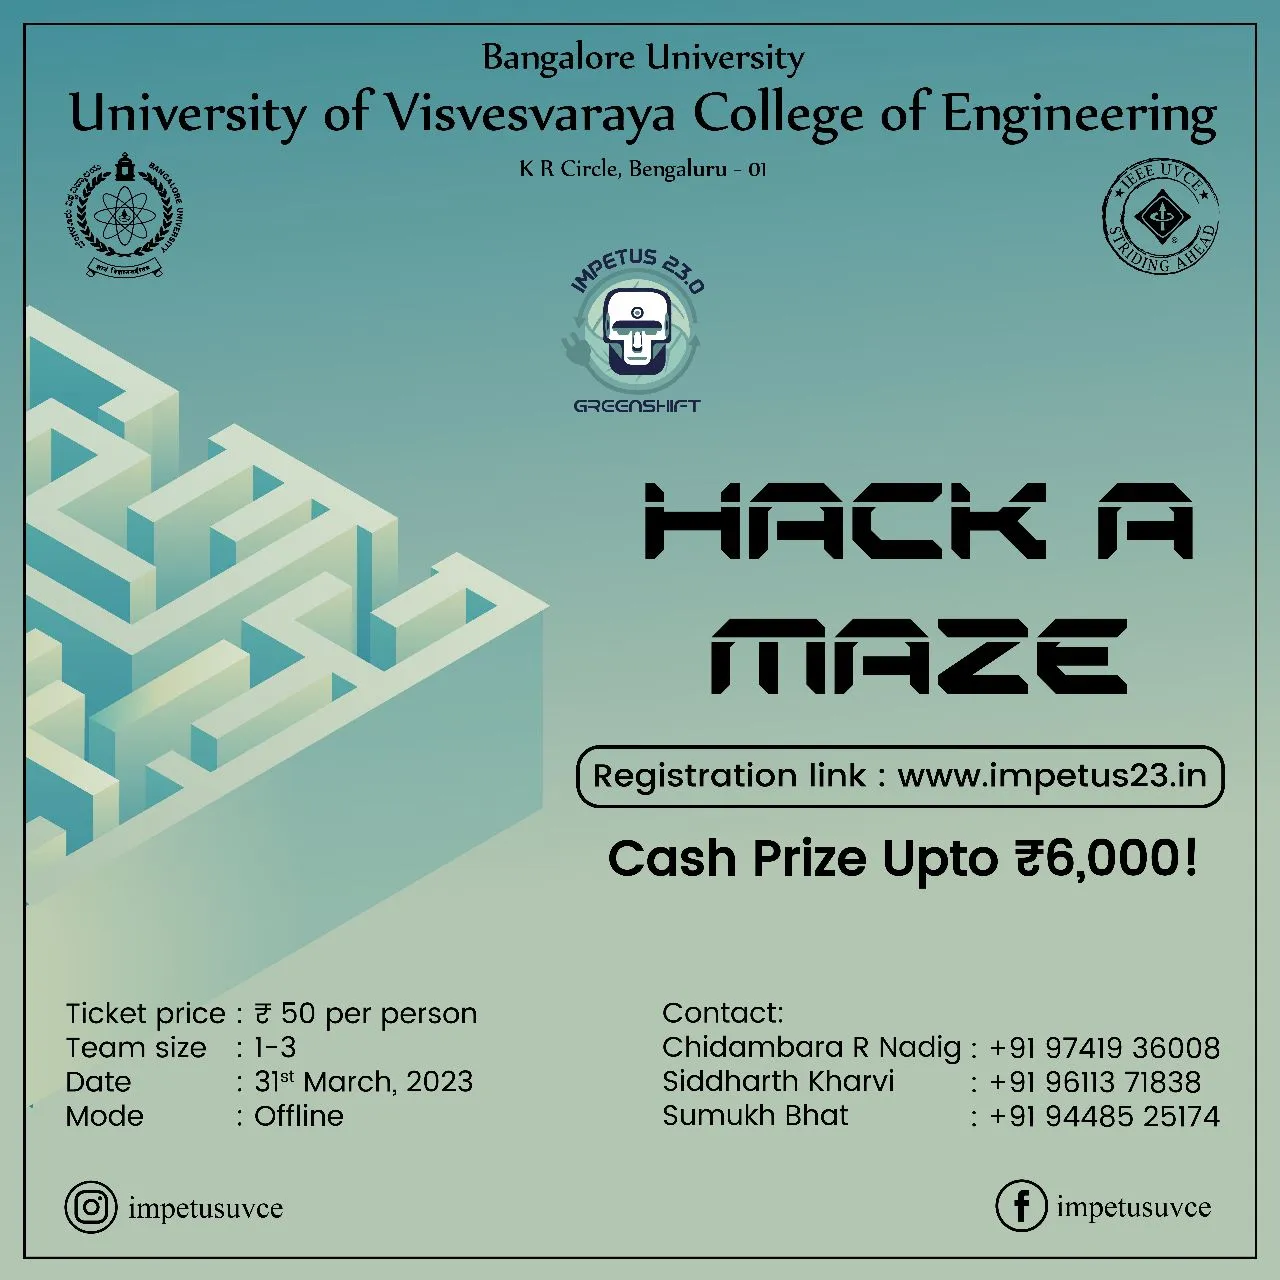 Bangalore University
University of Visvesvaraya College of Engineering
K R Circle, Bengaluru - 01
BANGALORE UNIVERSITY
IEEE UVCE
STRIDING AHEAD
IMPETUS 23.0
GREENSHIFT
HACK A
MAZE
Registration link : www.impetus23.in
Cash Prize Upto ₹6,000!
Ticket price : ₹ 50 per person
Team size : 1-3
Date : 31st March, 2023
Mode : Offline
Contact:
Chidambara R Nadig : +91 97419 36008
Siddharth Kharvi : +91 96113 71838
Sumukh Bhat : +91 94485 25174
impetusuvce
impetusuvce